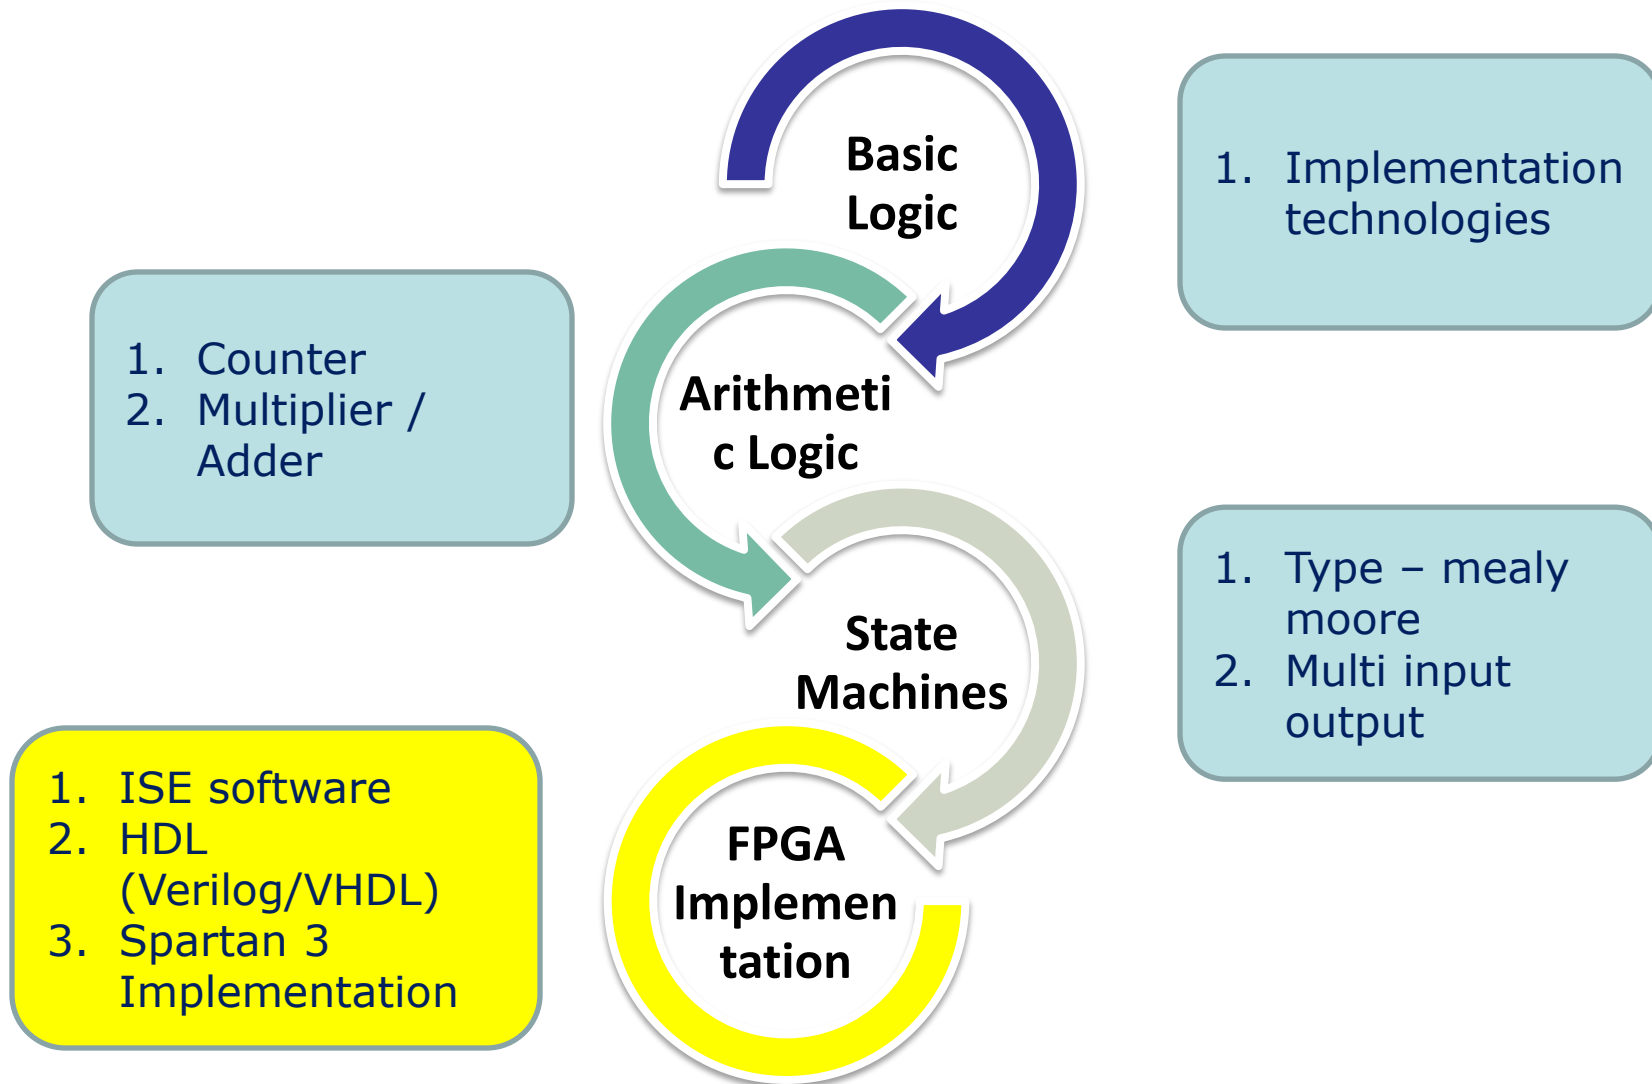 Basic
Logic
1. Implementation
technologies
Arithmeti
c Logic
1. Counter
2. Multiplier /
Adder
State
Machines
1. Type – mealy
moore
2. Multi input
output
FPGA
Implemen
tation
1. ISE software
2. HDL
(Verilog/VHDL)
3. Spartan 3
Implementation